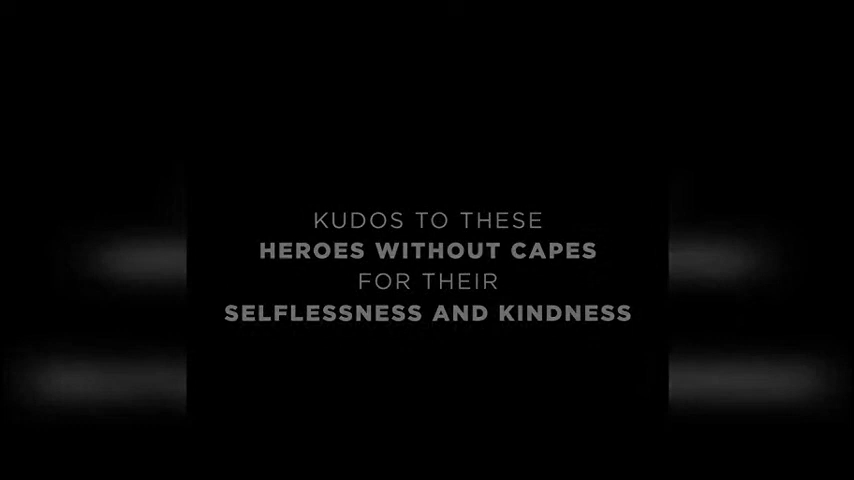 KUDOS TO THESE
HEROES WITHOUT CAPES
FOR THEIR
SELFLESSNESS AND KINDNESS